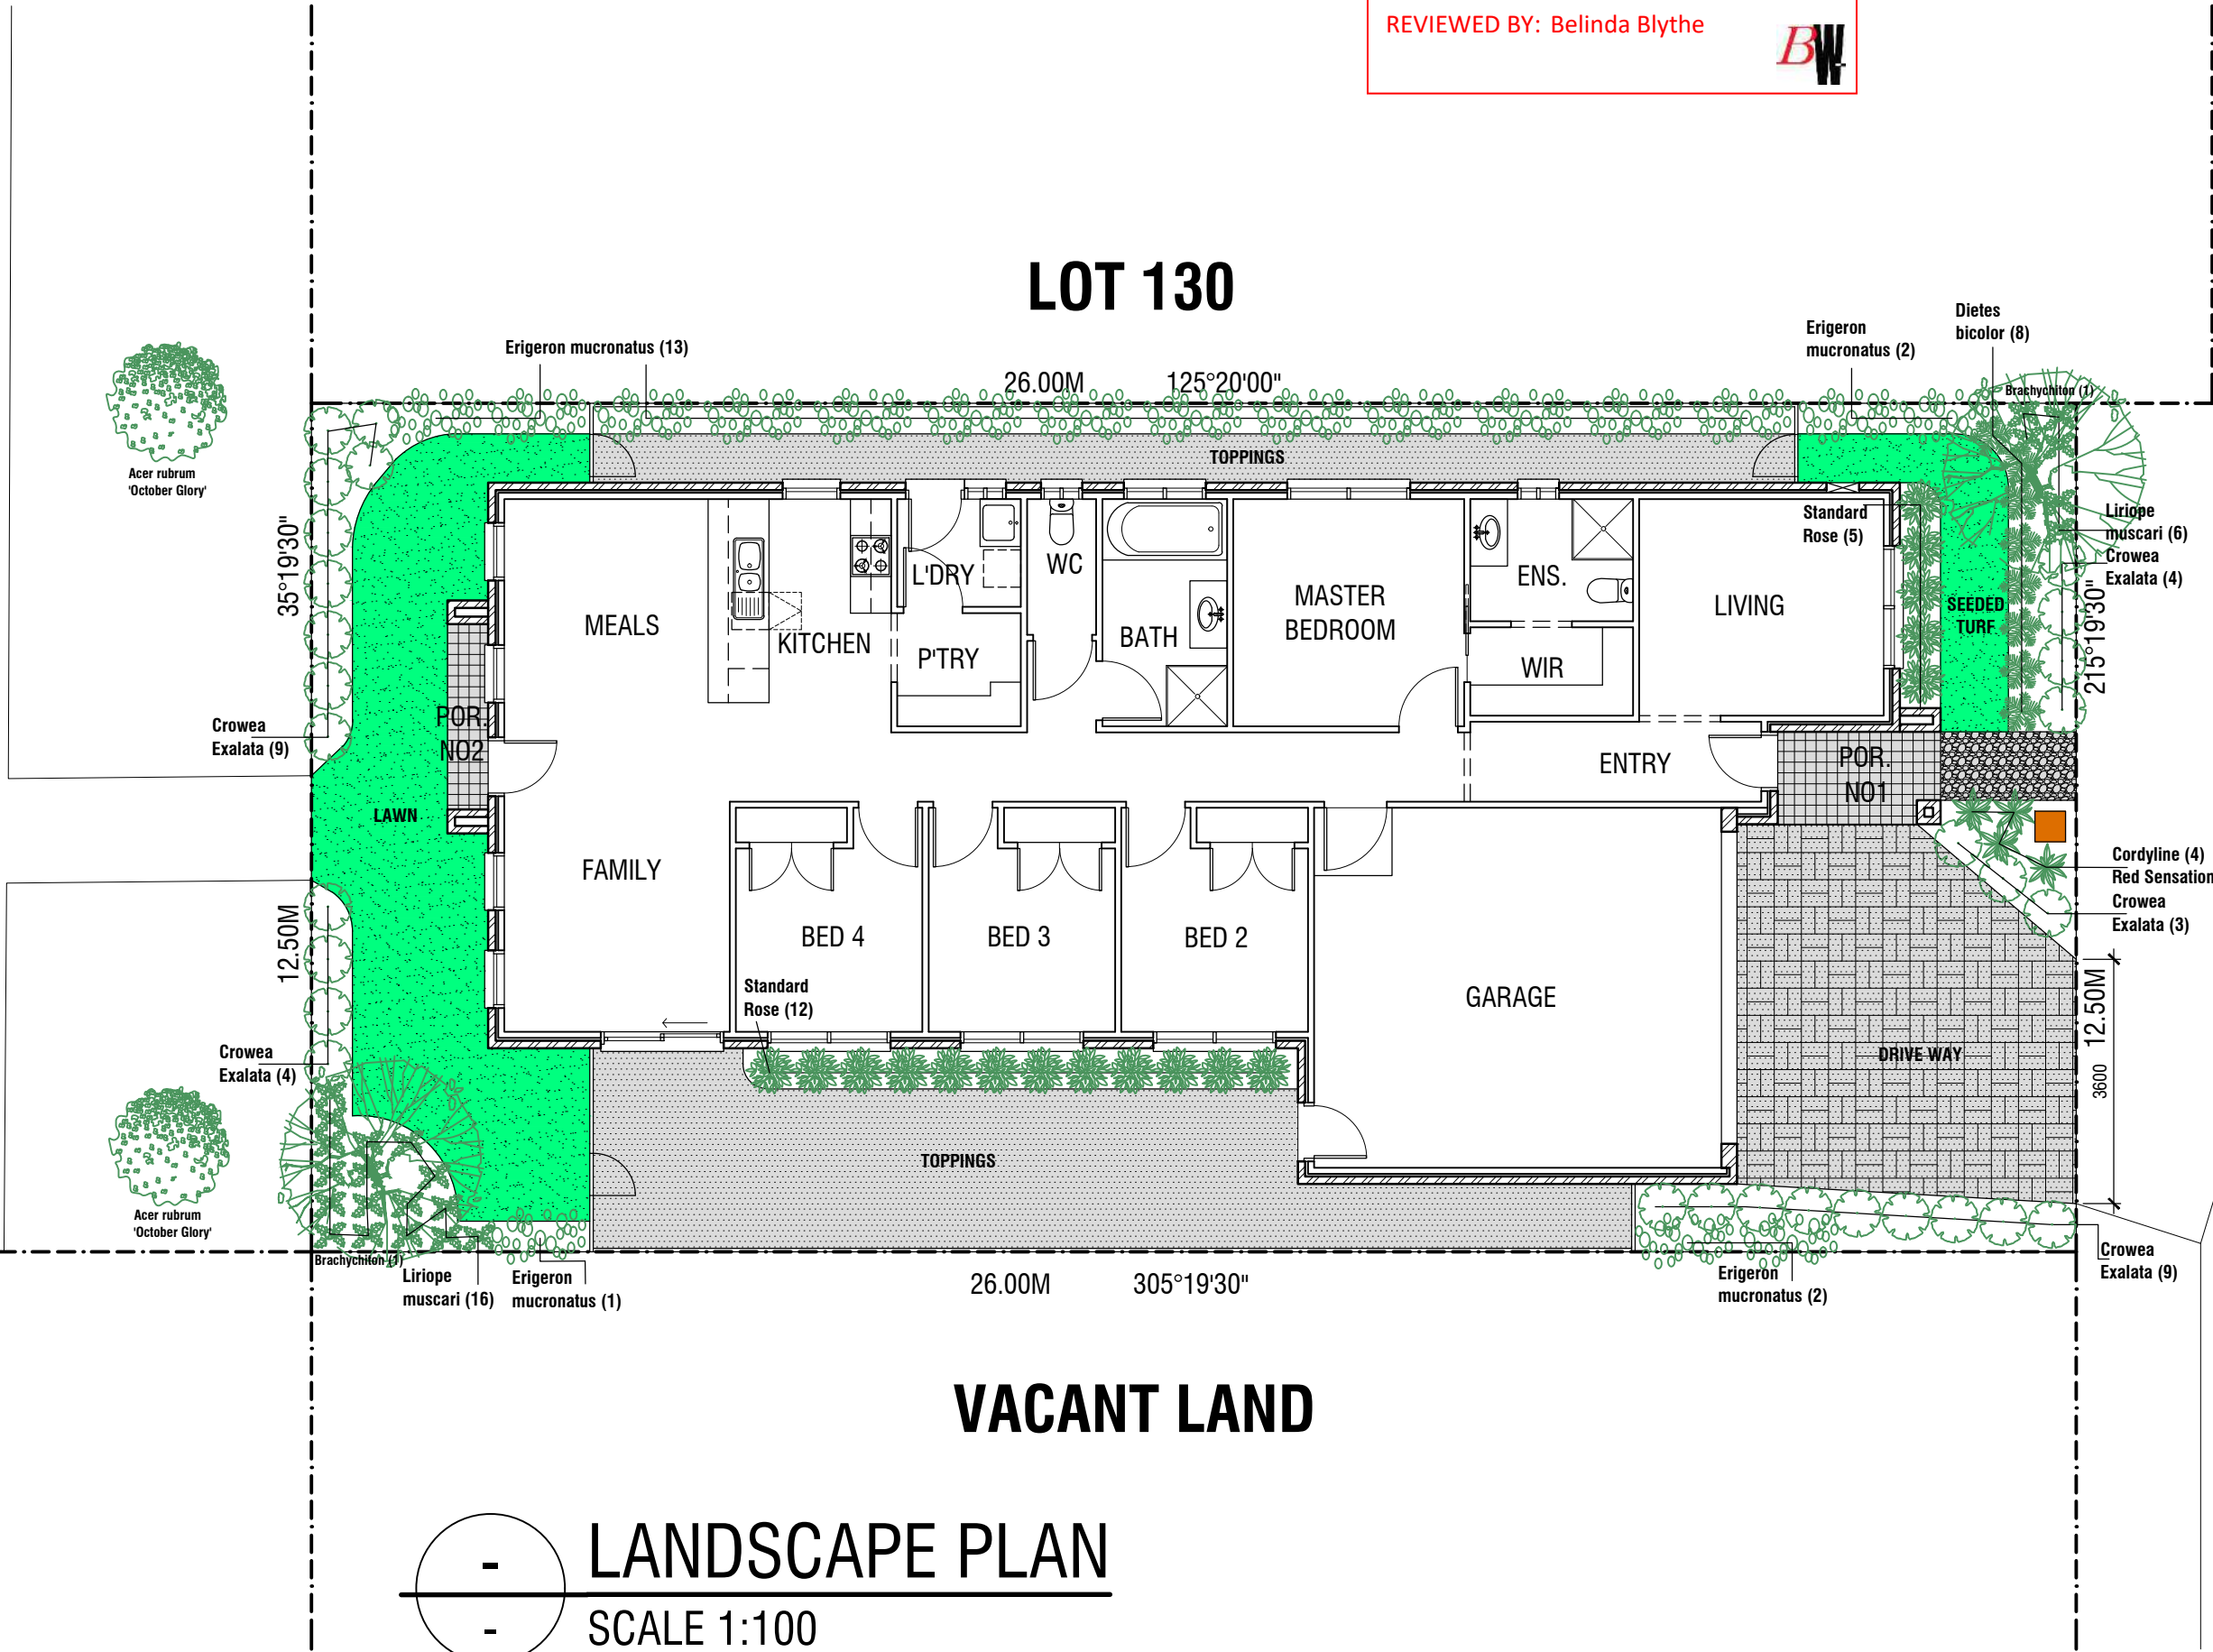 REVIEWED BY: Belinda Blythe
BW
LOT 130
Erigeron mucronatus (13)
26.00M
125°20'00"
Erigeron
mucronatus (2)
Dietes
bicolor (8)
Brachychiton (1)
Acer rubrum
'October Glory'
TOPPINGS
Standard
Rose (5)
Liriope
muscari (6)
Crowea
Exalata (4)
35°19'30"
215°19'30"
MEALS
KITCHEN
L'DRY
P'TRY
WC
BATH
MASTER
BEDROOM
ENS.
WIR
LIVING
SEEDED
TURF
Crowea
Exalata (9)
POR.
NO2
ENTRY
POR.
NO1
LAWN
FAMILY
BED 4
BED 3
BED 2
GARAGE
Cordyline (4)
Red Sensation
Crowea
Exalata (3)
12.50M
Standard
Rose (12)
12.50M
3600
DRIVE WAY
Crowea
Exalata (4)
TOPPINGS
Acer rubrum
'October Glory'
Brachychiton (1)
Liriope
muscari (16)
Erigeron
mucronatus (1)
26.00M
305°19'30"
Erigeron
mucronatus (2)
Crowea
Exalata (9)
VACANT LAND
-
LANDSCAPE PLAN
-
SCALE 1:100